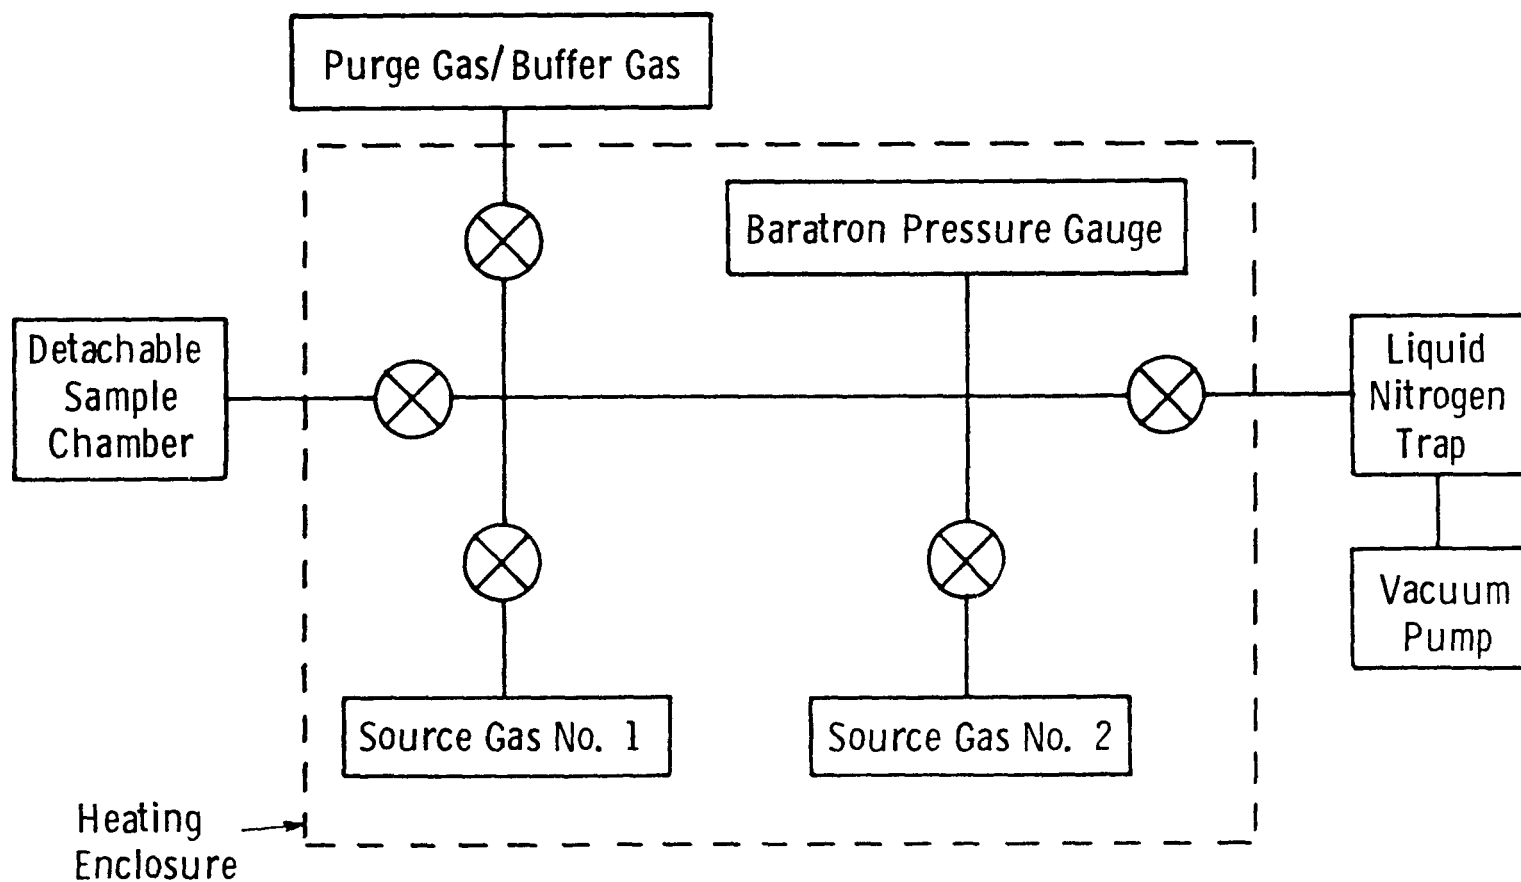 Purge Gas/Buffer Gas
Baratron Pressure Gauge
Detachable
Sample
Chamber
Liquid
Nitrogen
Trap
Vacuum
Pump
Source Gas No. 1
Source Gas No. 2
Heating
Enclosure